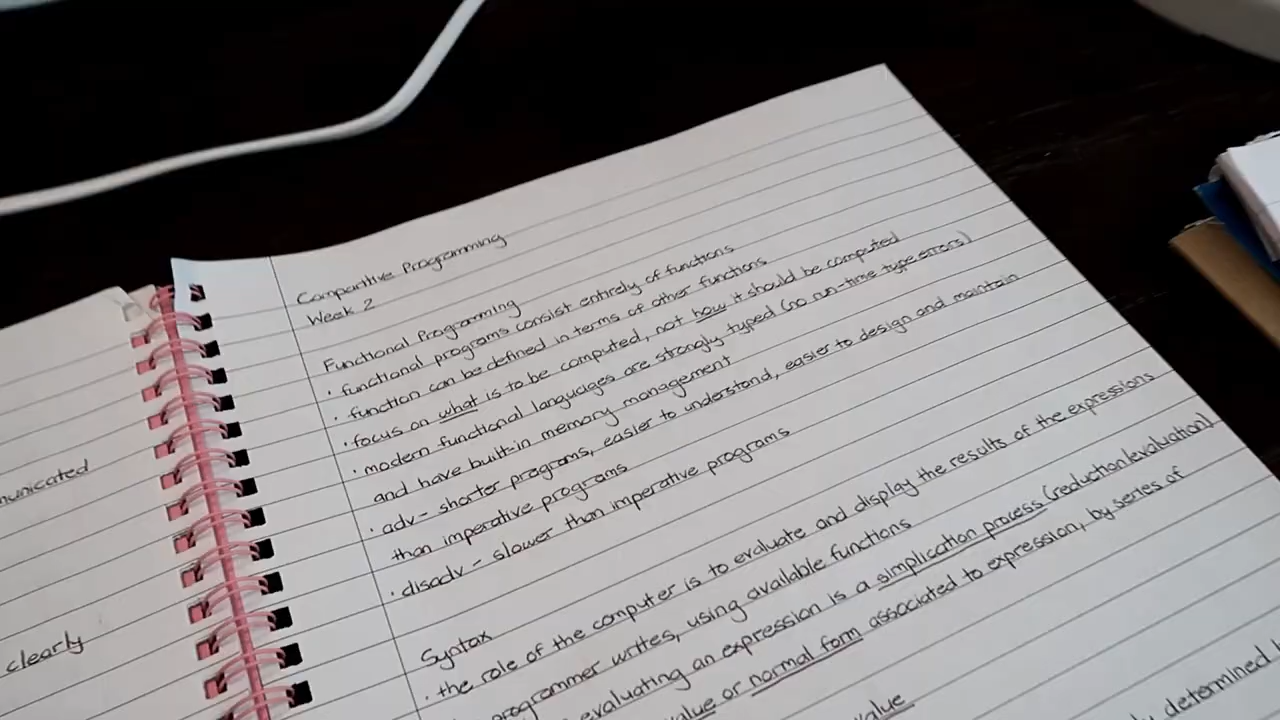 Comparitive Programming
Week 2
Functional Programming
· functional programs consist entirely of functions
· function can be defined in terms of other functions
· focus on what is to be computed, not how it should be computed
· modern functional languages are strongly typed (no run-time type errors)
and have built-in memory management
· adv - shorter programs, easier to understand, easier to design and maintain
than imperative programs
· disadv - slower than imperative programs
Syntax
· the role of the computer is to evaluate and display the results of the expressions
programmer writes, using available functions
evaluating an expression is a simplication process (reduction/evaluation)
value or normal form associated to expression, by series of
value
determined
municated
clearly